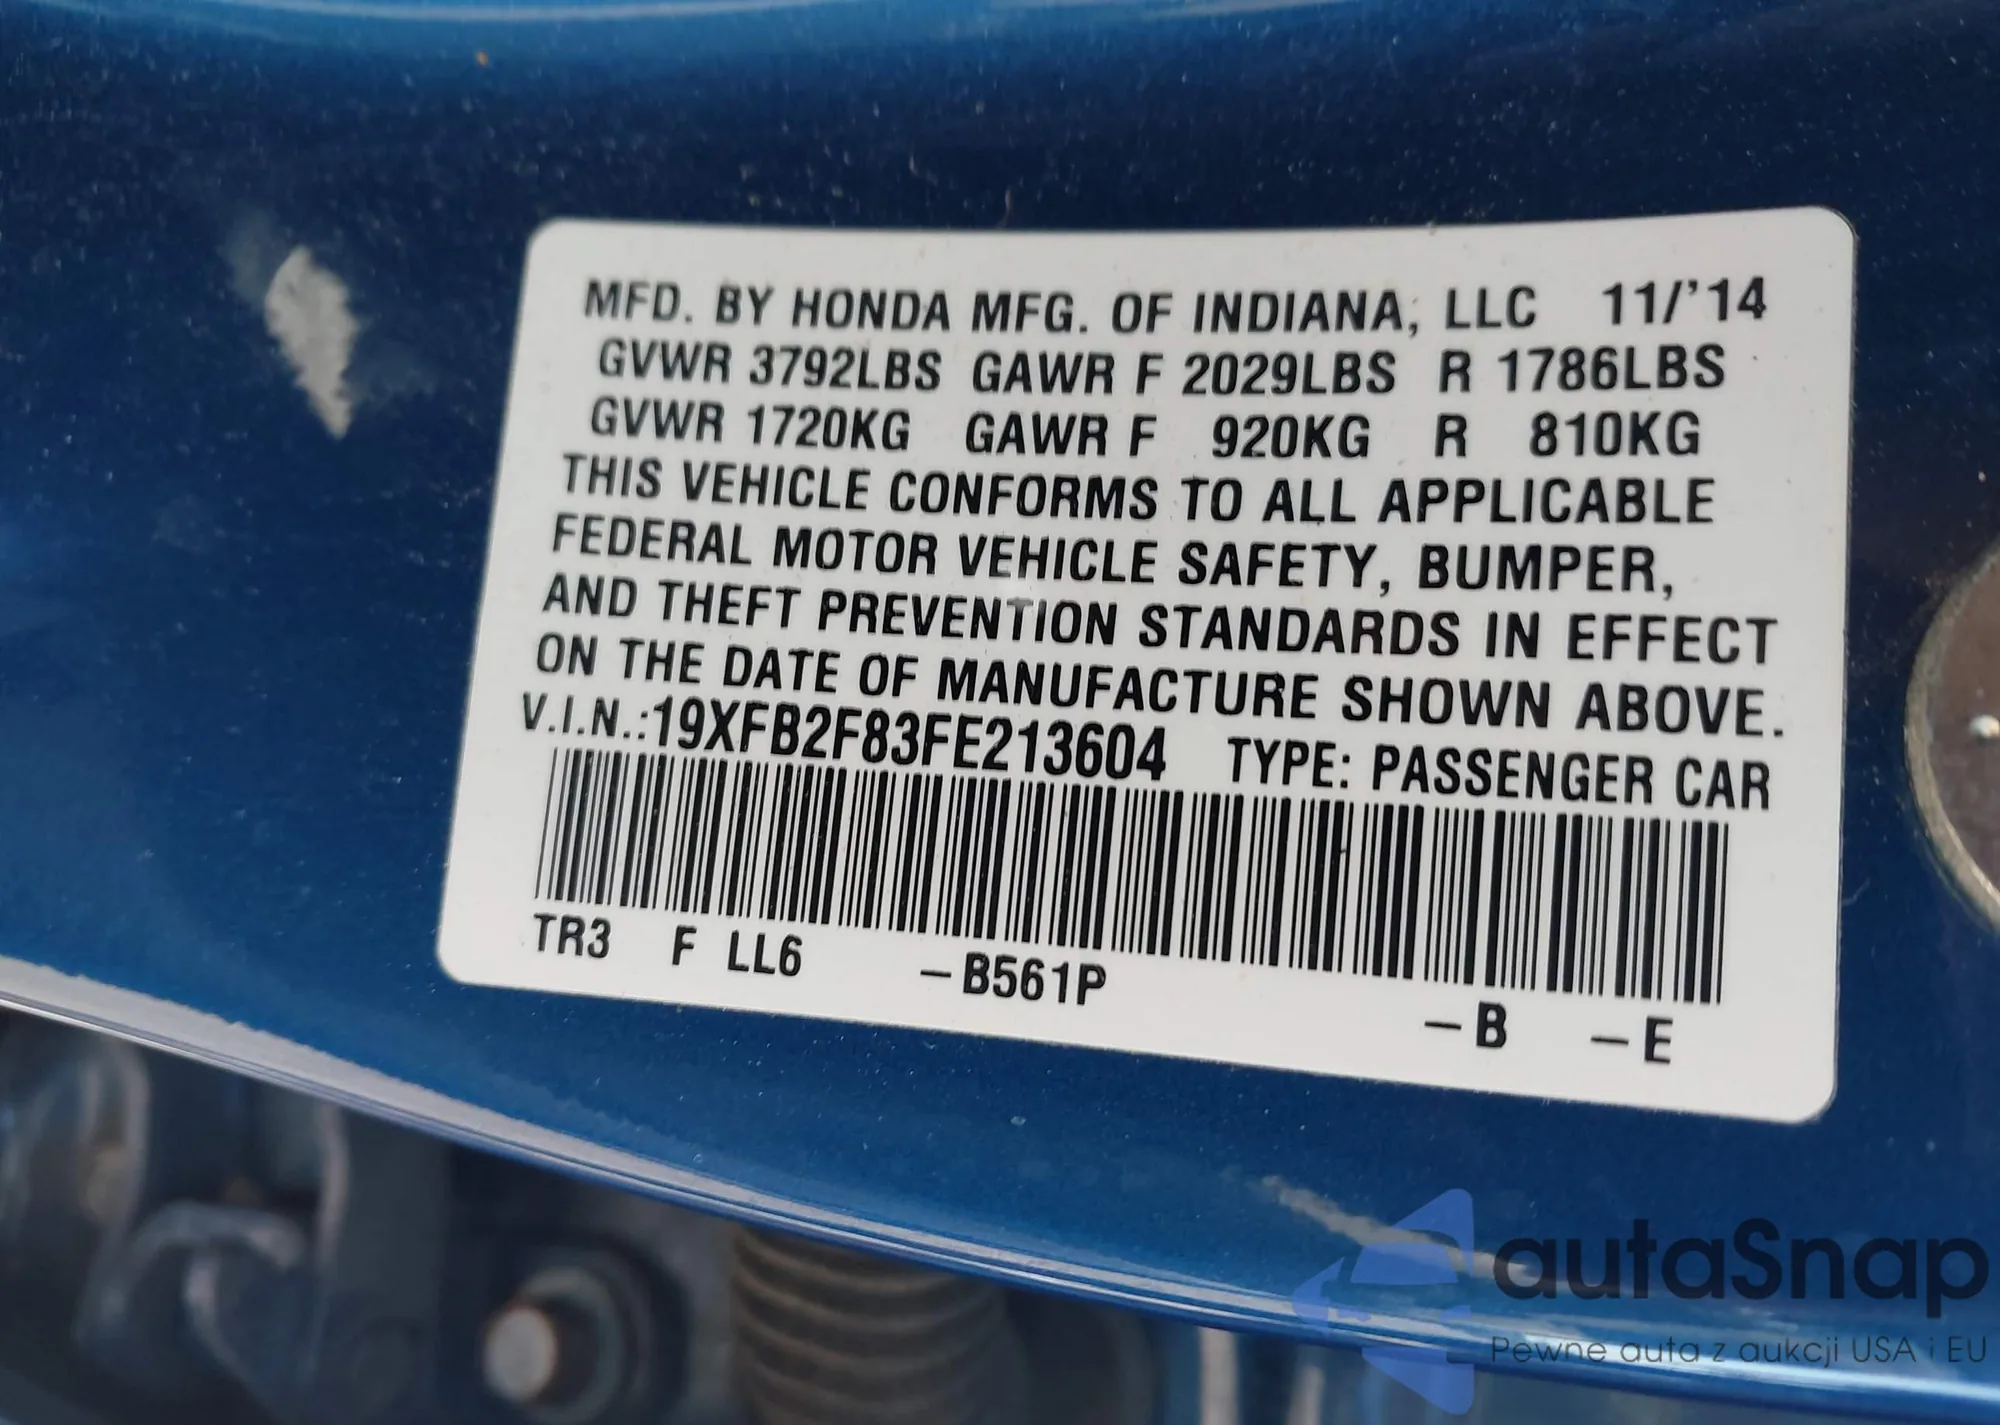 MFD. BY HONDA MFG. OF INDIANA, LLC 11/'14
GVWR 3792LBS GAWR F 2029LBS R 1786LBS
GVWR 1720KG GAWR F 920KG R 810KG
THIS VEHICLE CONFORMS TO ALL APPLICABLE
FEDERAL MOTOR VEHICLE SAFETY, BUMPER,
AND THEFT PREVENTION STANDARDS IN EFFECT
ON THE DATE OF MANUFACTURE SHOWN ABOVE.
V.I.N.:19XFB2F83FE213604 TYPE: PASSENGER CAR
TR3 F LL6 –B561P –B –E
autaSnap
Pewne auta z aukcji USA i EU